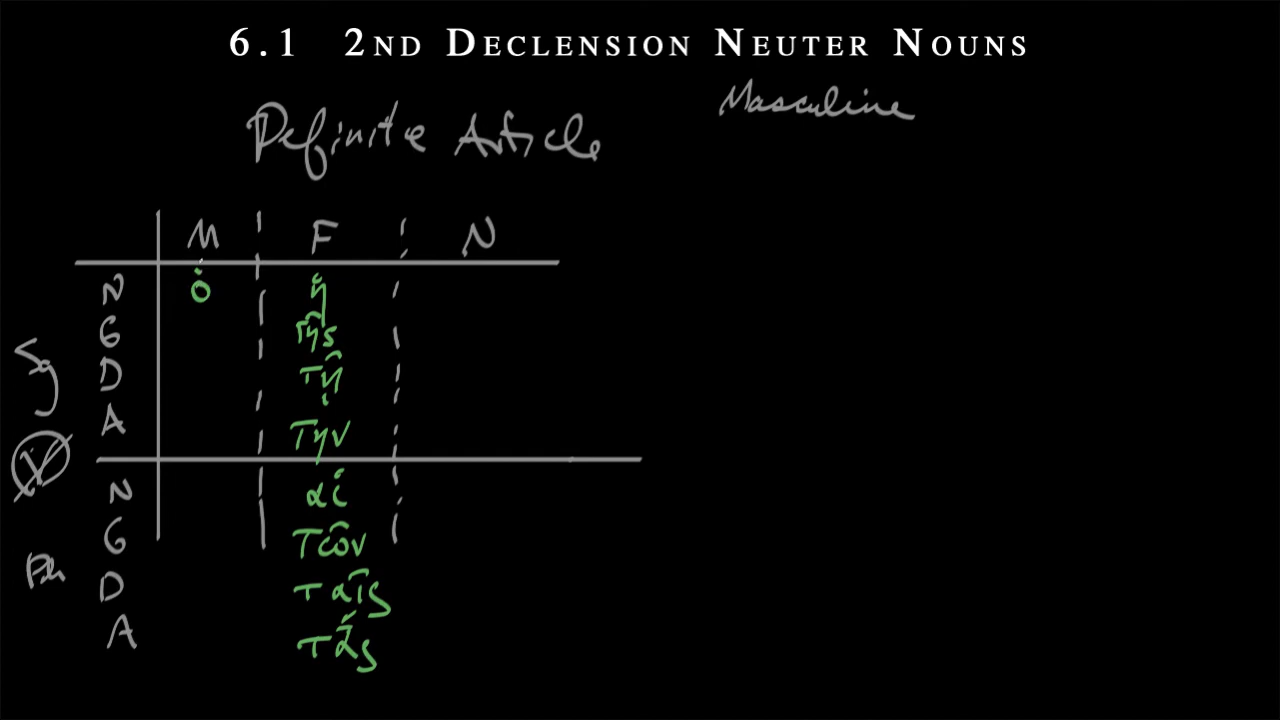 6.1 2ND DECLENSION NEUTER NOUNS
Masculine
Definite Article
M F N
N ὁ ἡ
G τῆς
Sg
D τῇ
A τήν
V
N αἱ
G τῶν
Pl
D ταῖς
A τάς